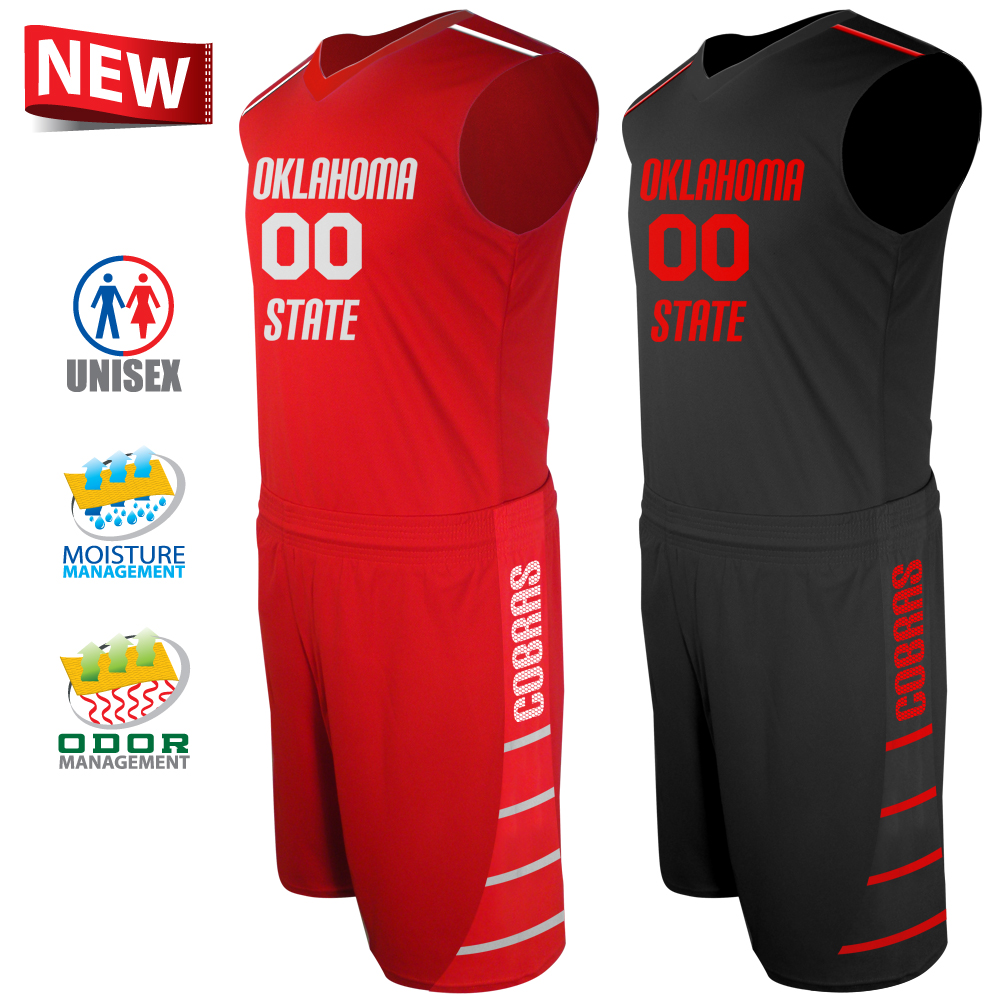 NEW
OKLAHOMA
00
STATE
COBRAS
OKLAHOMA
00
STATE
COBRAS
UNISEX
MOISTURE
MANAGEMENT
ODOR
MANAGEMENT